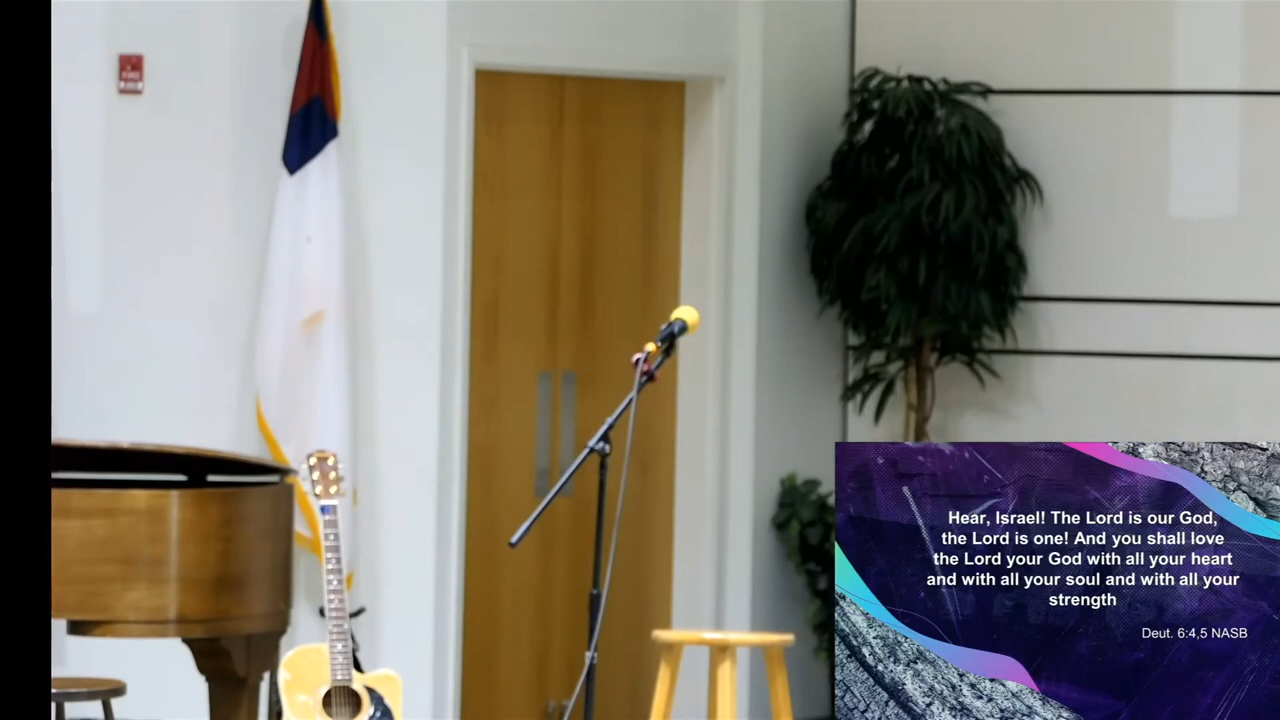 Hear, Israel! The Lord is our God,
the Lord is one! And you shall love
the Lord your God with all your heart
and with all your soul and with all your
strength
Deut. 6:4,5 NASB